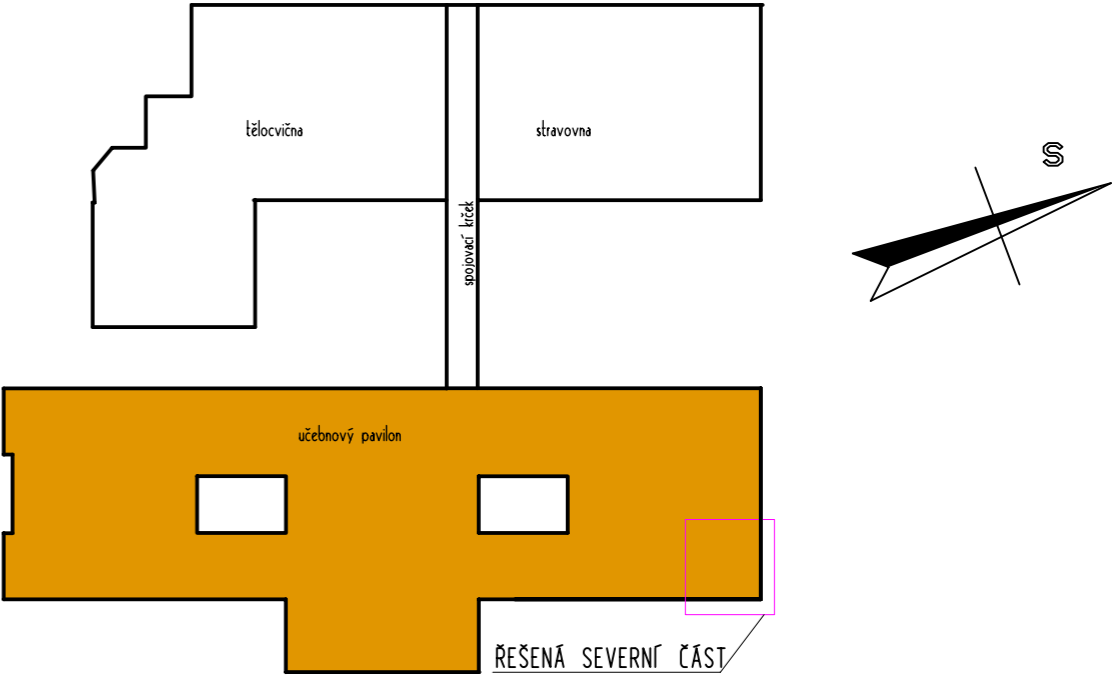 tělocvična
stravovna
S
spojovací krček
učebnový pavilon
ŘEŠENÁ SEVERNÍ ČÁST